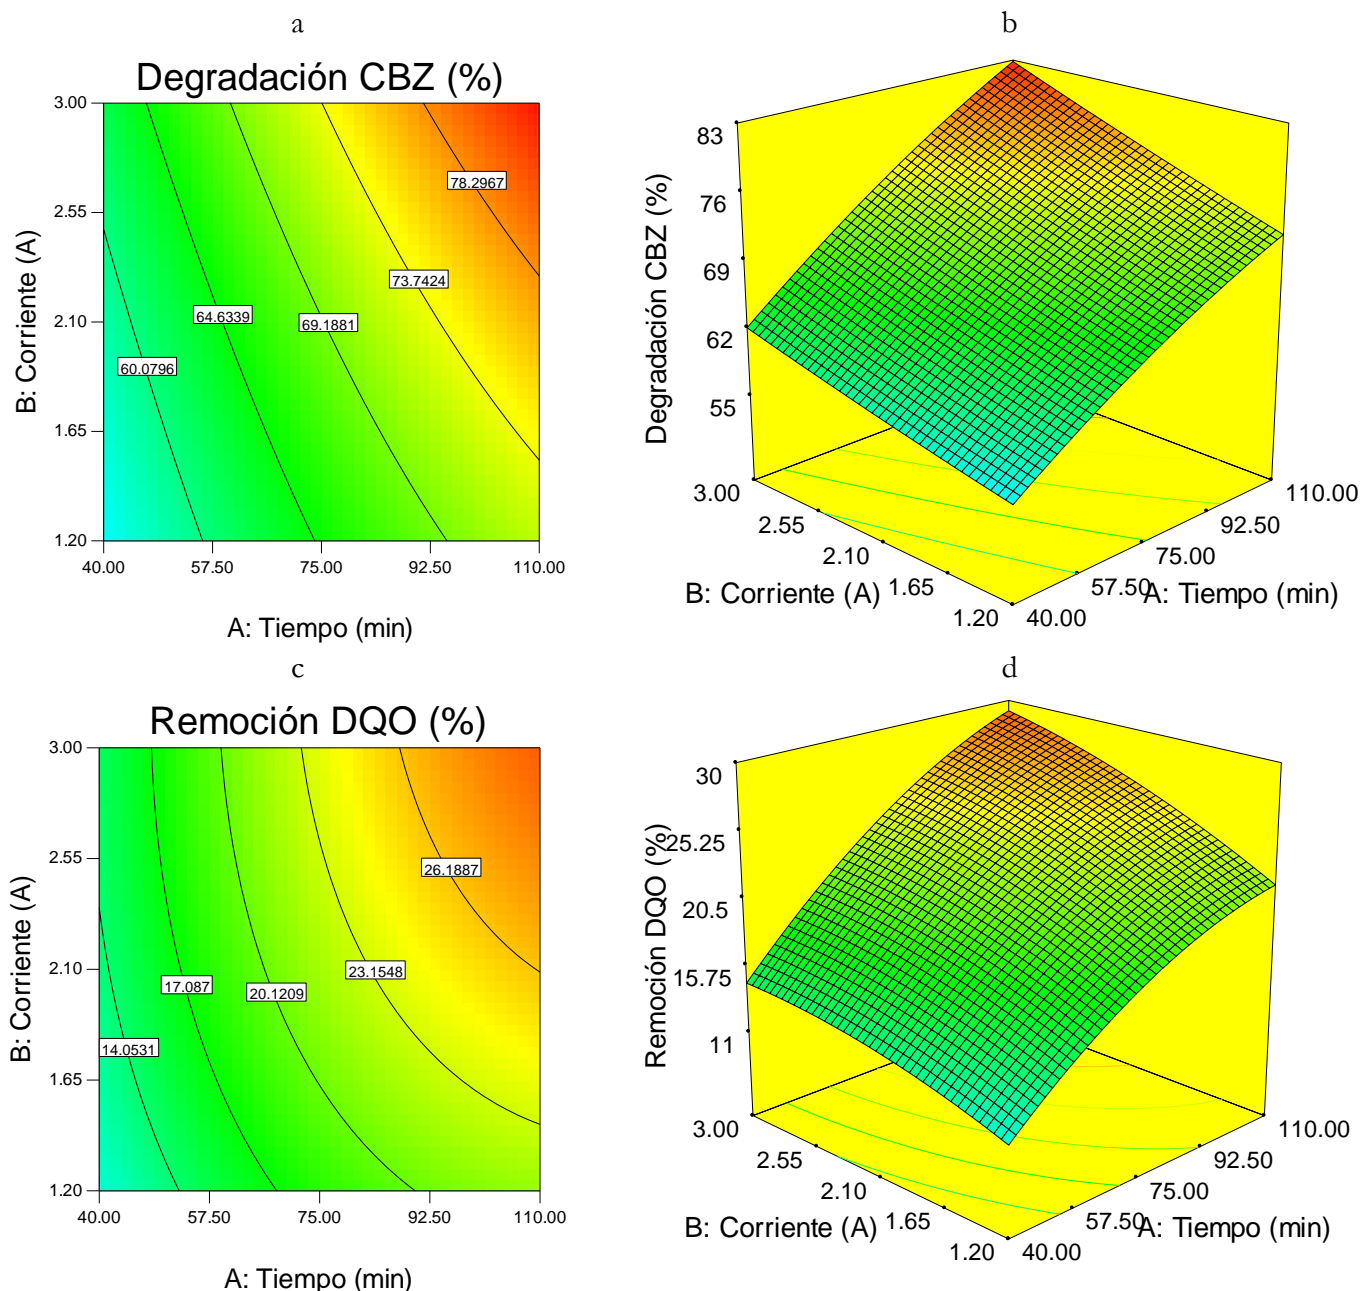 a
Degradación CBZ (%)
3.00
2.55
2.10
1.65
1.20
B: Corriente (A)
78.2967
73.7424
64.6339
69.1881
60.0796
40.00 57.50 75.00 92.50 110.00
A: Tiempo (min)
b
83
76
69
62
55
Degradación CBZ (%)
3.00
2.55
2.10
1.65
1.20
B: Corriente (A)
40.00
57.50
75.00
92.50
110.00
A: Tiempo (min)
c
Remoción DQO (%)
3.00
2.55
2.10
1.65
1.20
B: Corriente (A)
26.1887
23.1548
17.087
20.1209
14.0531
40.00 57.50 75.00 92.50 110.00
A: Tiempo (min)
d
30
25.25
20.5
15.75
11
Remoción DQO (%)
3.00
2.55
2.10
1.65
1.20
B: Corriente (A)
40.00
57.50
75.00
92.50
110.00
A: Tiempo (min)